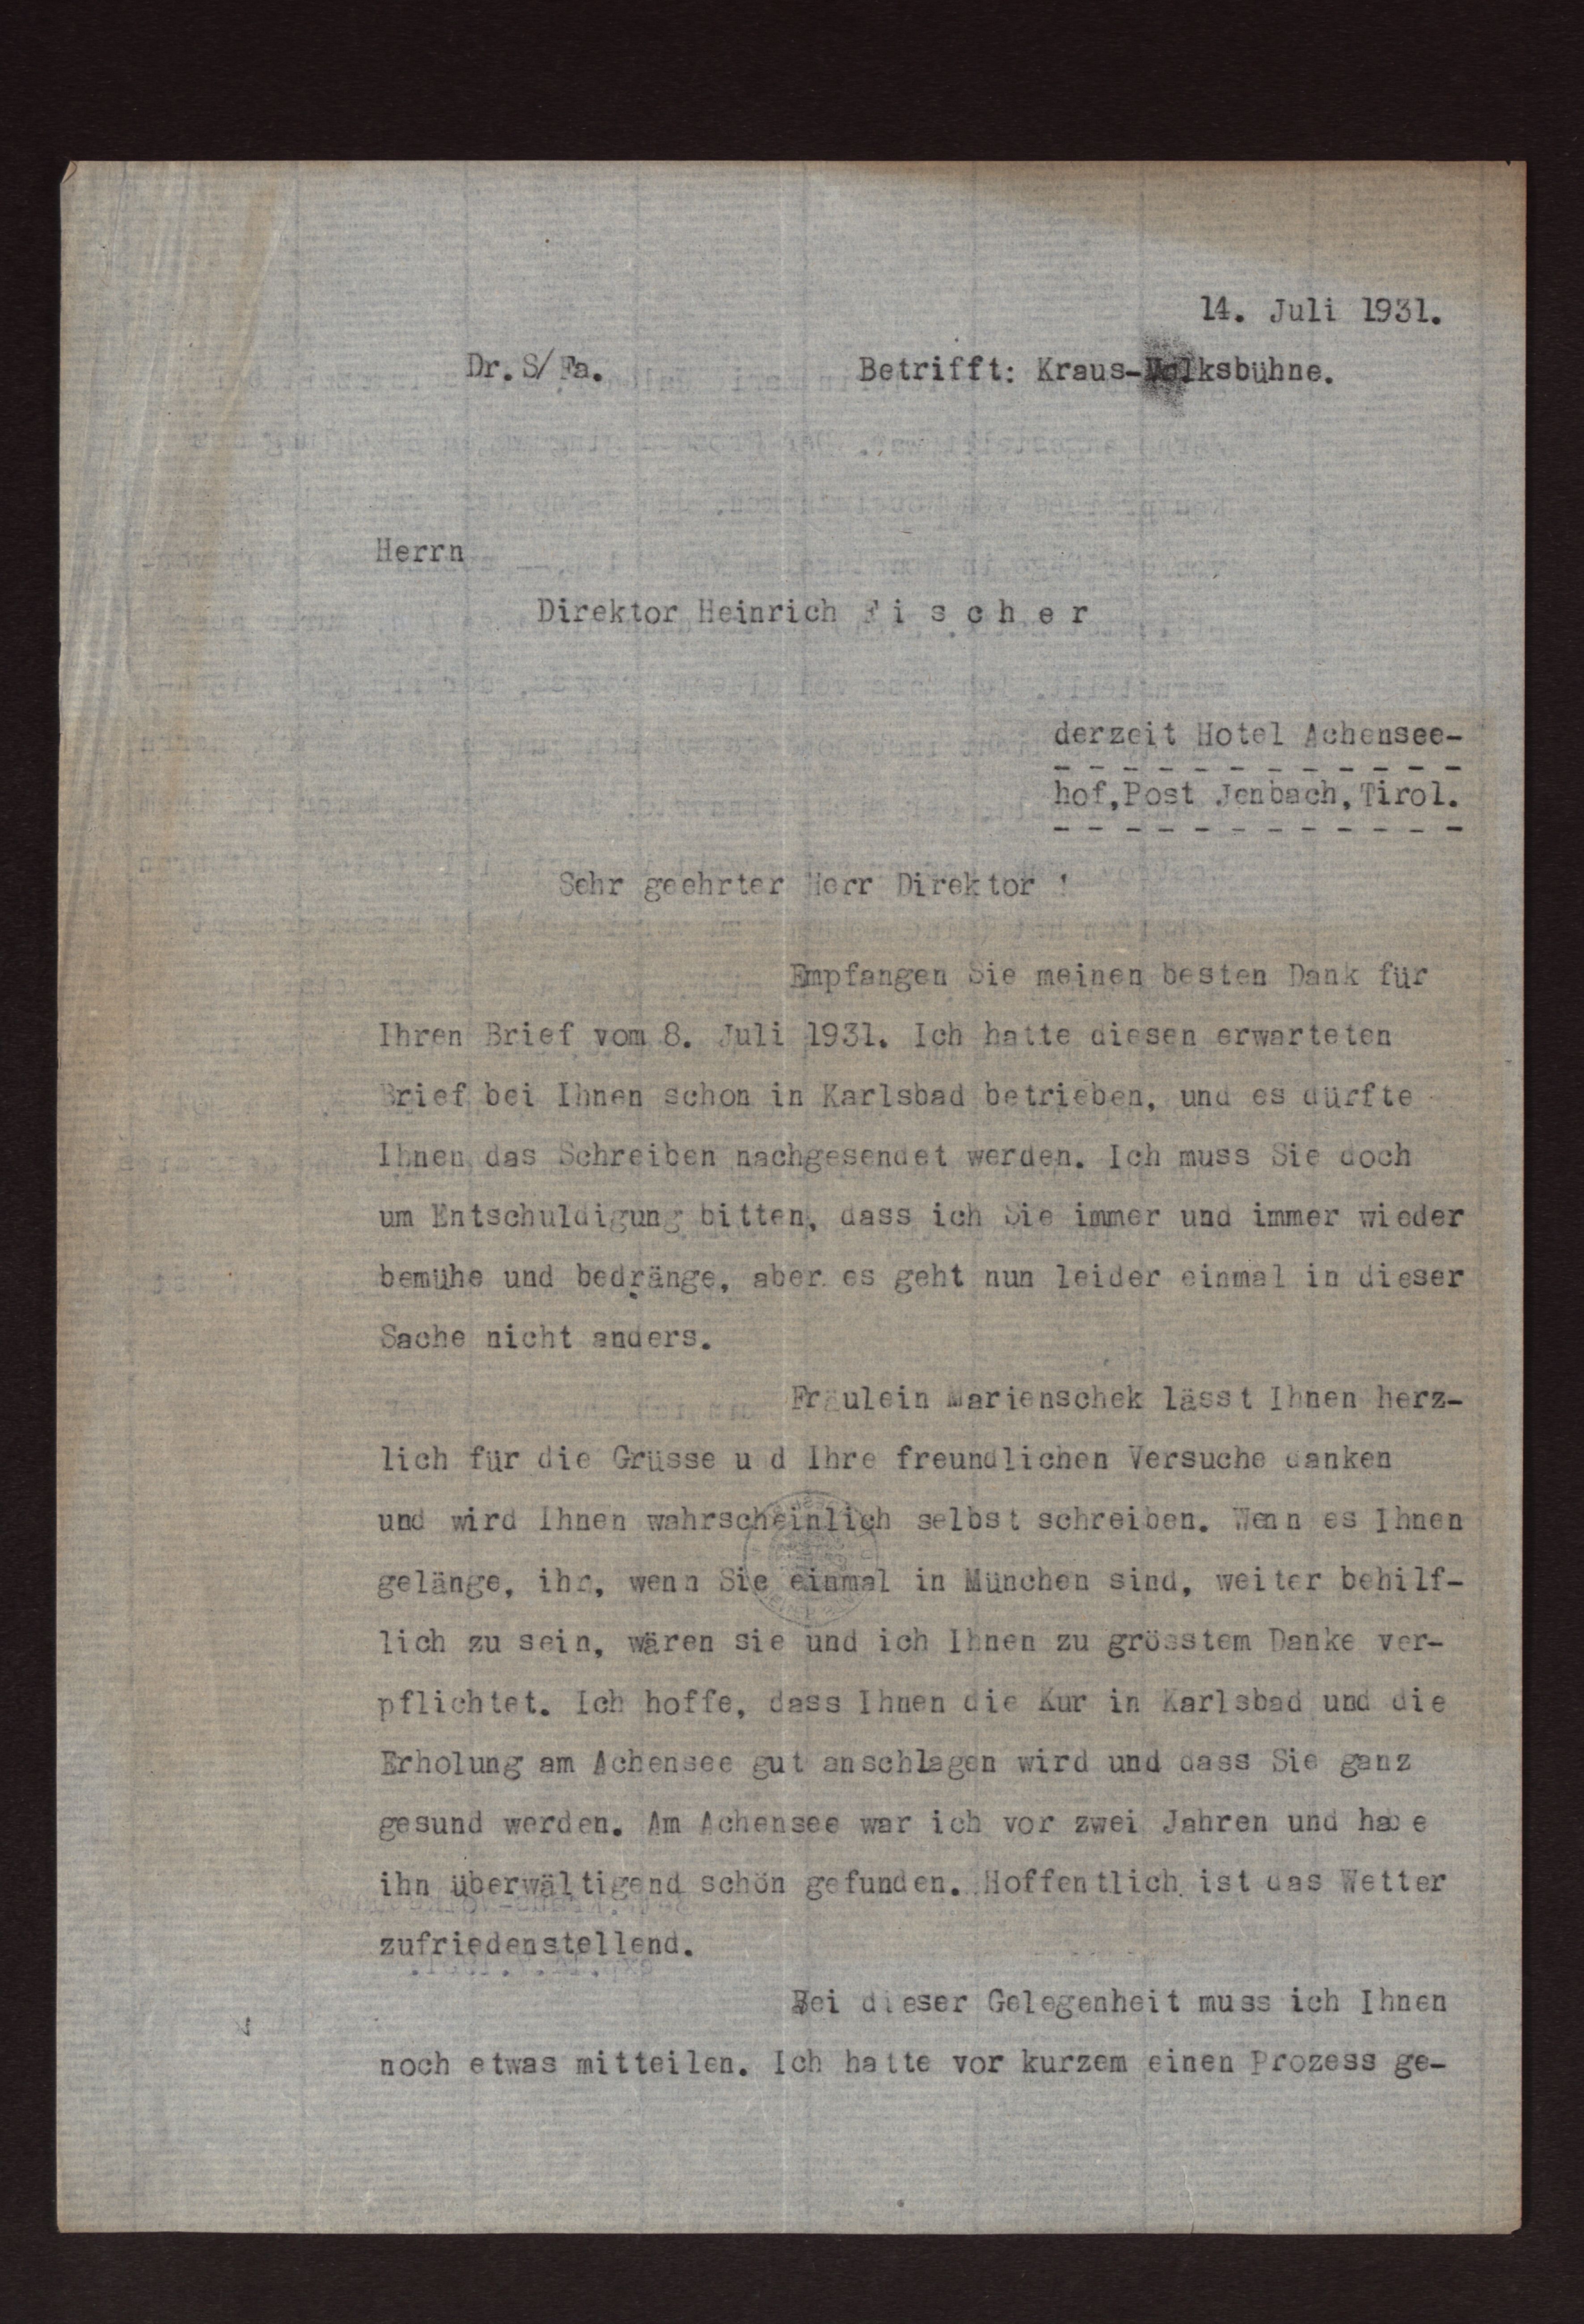 14. Juli 1931.
Dr.S/Fa. Betrifft: Kraus-Volksbühne.
Herrn
Direktor Heinrich F i s c h e r
derzeit Hotel Achensee-
hof,Post Jenbach,Tirol.
Sehr geehrter Herr Direktor !
Empfangen Sie meinen besten Dank für
Ihren Brief vom 8. Juli 1931. Ich hatte diesen erwarteten
Brief bei Ihnen schon in Karlsbad betrieben, und es dürfte
Ihnen das Schreiben nachgesendet werden. Ich muss Sie doch
um Entschuldigung bitten, dass ich Sie immer und immer wieder
bemühe und bedränge, aber es geht nun leider einmal in dieser
Sache nicht anders.
Fräulein Marienschek lässt Ihnen herz-
lich für die Grüsse und Ihre freundlichen Versuche danken
und wird Ihnen wahrscheinlich selbst schreiben. Wenn es Ihnen
gelänge, ihr, wenn Sie einmal in München sind, weiter behilf-
lich zu sein, wären sie und ich Ihnen zu grösstem Danke ver-
pflichtet. Ich hoffe, dass Ihnen die Kur in Karlsbad und die
Erholung am Achensee gut anschlagen wird und dass Sie ganz
gesund werden. Am Achensee war ich vor zwei Jahren und habe
ihn überwältigend schön gefunden. Hoffentlich ist das Wetter
zufriedenstellend.
Bei dieser Gelegenheit muss ich Ihnen
noch etwas mitteilen. Ich hatte vor kurzem einen Prozess ge-